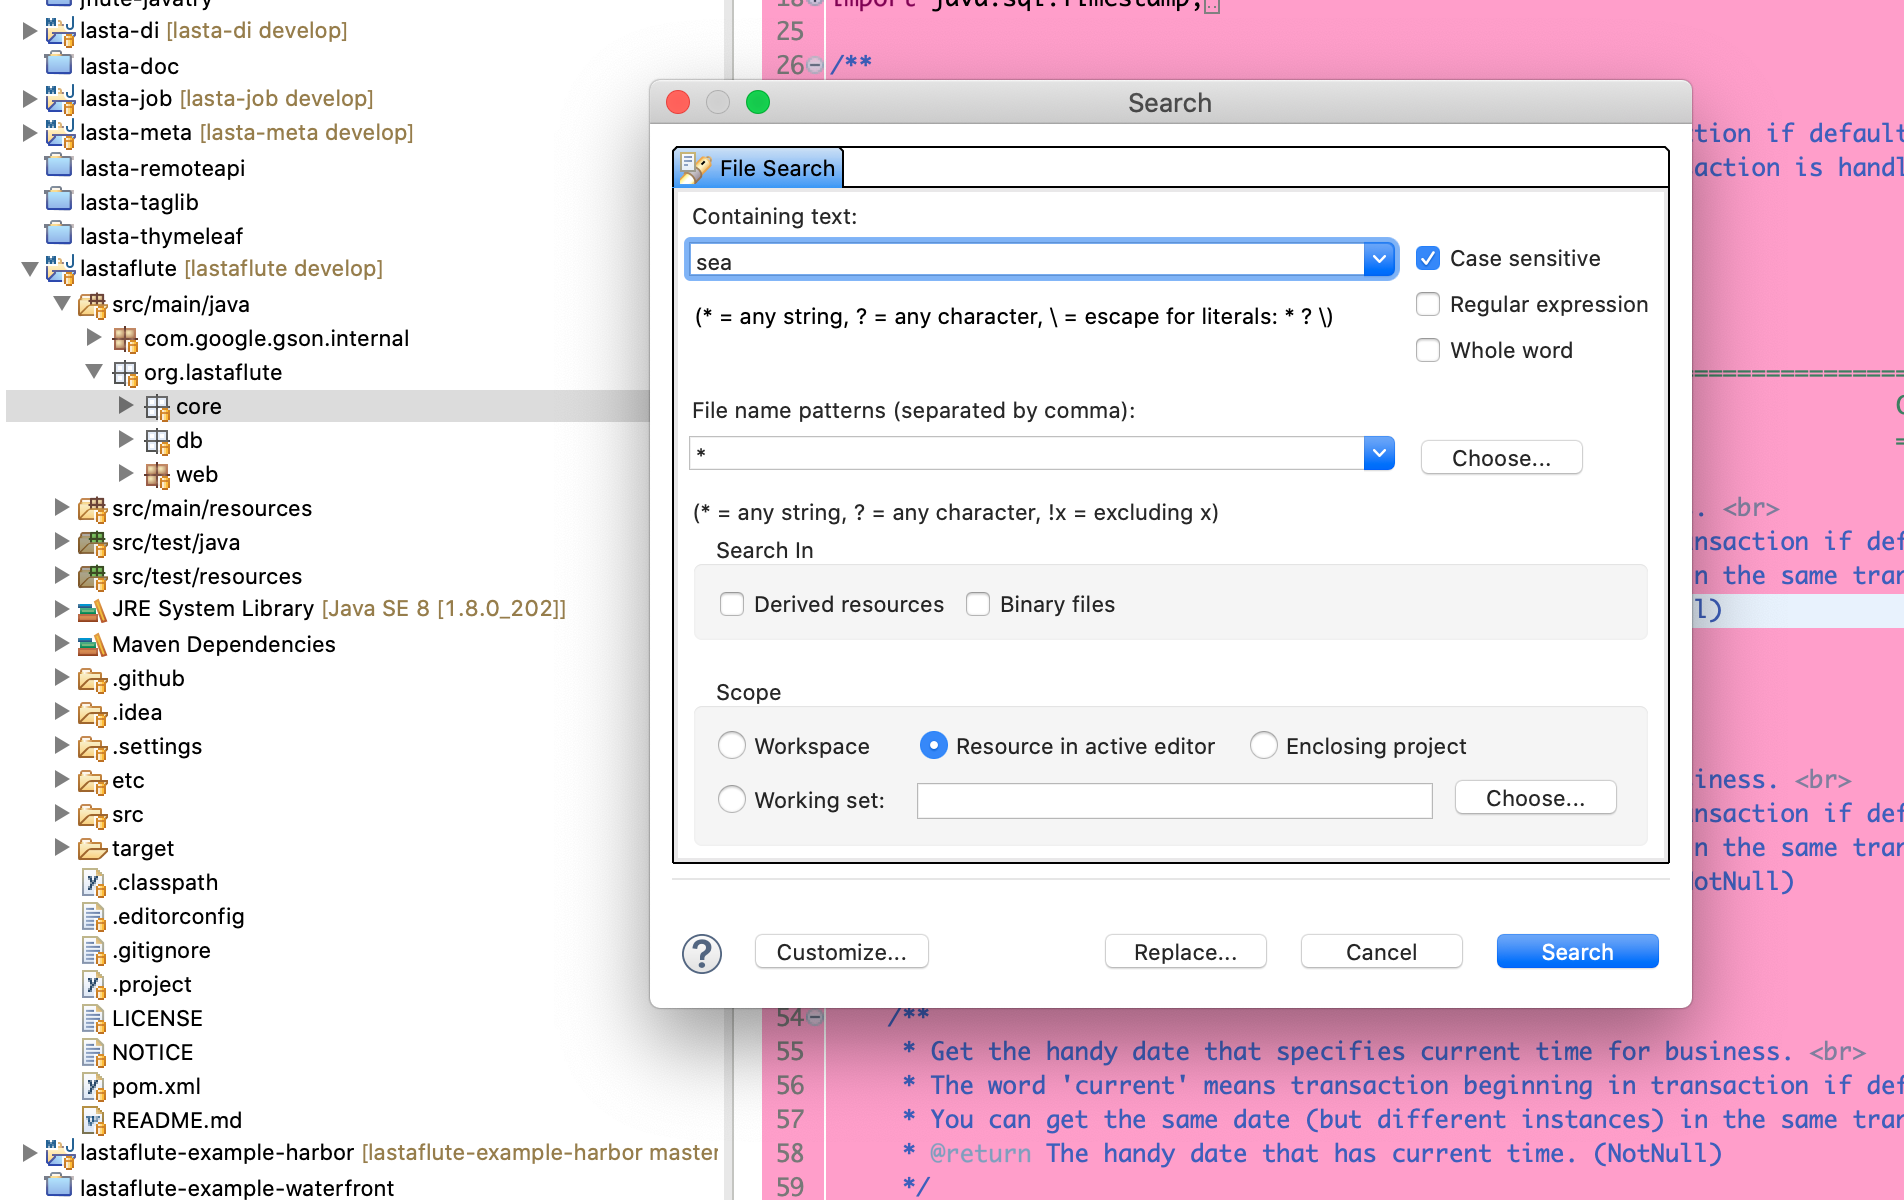 jflute-javatry
lasta-di [lasta-di develop]
lasta-doc
lasta-job [lasta-job develop]
lasta-meta [lasta-meta develop]
lasta-remoteapi
lasta-taglib
lasta-thymeleaf
lastaflute [lastaflute develop]
src/main/java
com.google.gson.internal
org.lastaflute
core
db
web
src/main/resources
src/test/java
src/test/resources
JRE System Library [Java SE 8 [1.8.0_202]]
Maven Dependencies
.github
.idea
.settings
etc
src
target
.classpath
.editorconfig
.gitignore
.project
LICENSE
NOTICE
pom.xml
README.md
lastaflute-example-harbor [lastaflute-example-harbor master
lastaflute-example-waterfront
18 import java.sql.Timestamp;
25
26 /**
tion if default
action is handl
Search
File Search
Containing text:
sea
Case sensitive
(* = any string, ? = any character, \ = escape for literals: * ? \)
Regular expression
Whole word
File name patterns (separated by comma):
*
Choose...
(* = any string, ? = any character, !x = excluding x)
Search In
Derived resources
Binary files
Scope
Workspace
Resource in active editor
Enclosing project
Working set:
Choose...
?
Customize...
Replace...
Cancel
Search
===============
=
. <br>
nsaction if def
n the same tran
l)
iness. <br>
nsaction if def
n the same tran
otNull)
54 /**
55 * Get the handy date that specifies current time for business. <br>
56 * The word 'current' means transaction beginning in transaction if def
57 * You can get the same date (but different instances) in the same tran
58 * @return The handy date that has current time. (NotNull)
59 */